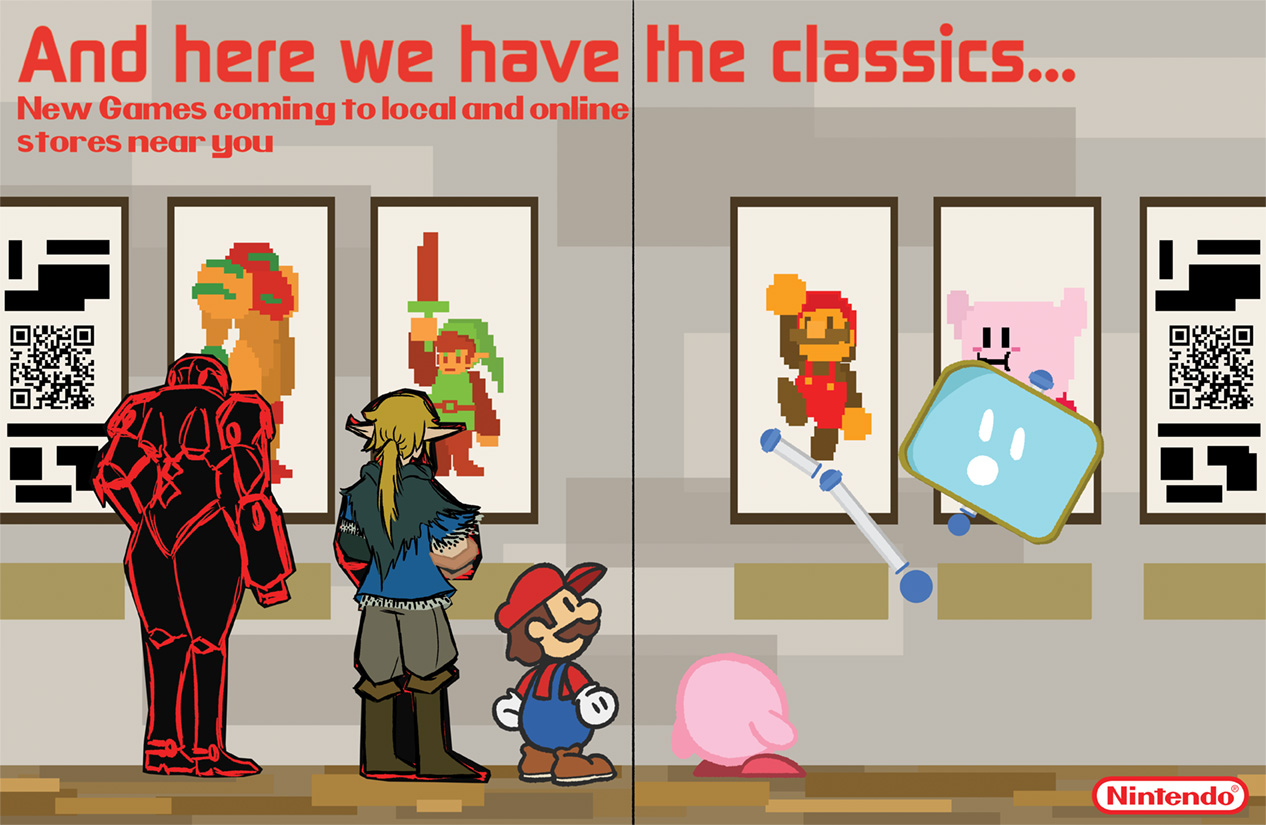 And here we have the classics...
New Games coming to local and online
stores near you
Nintendo®